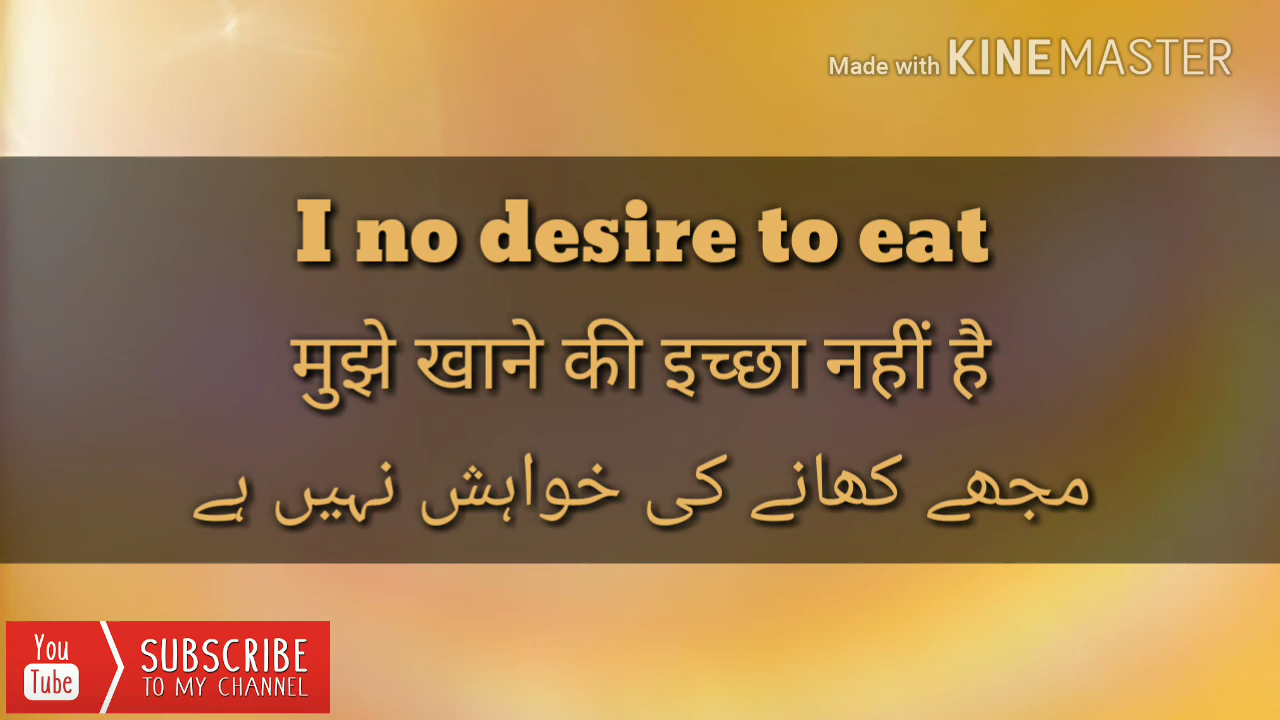 Made with KINEMASTER
I no desire to eat
मुझे खाने की इच्छा नहीं है
مجھے کھانے کی خواہش نہیں ہے
You Tube
SUBSCRIBE
TO MY CHANNEL